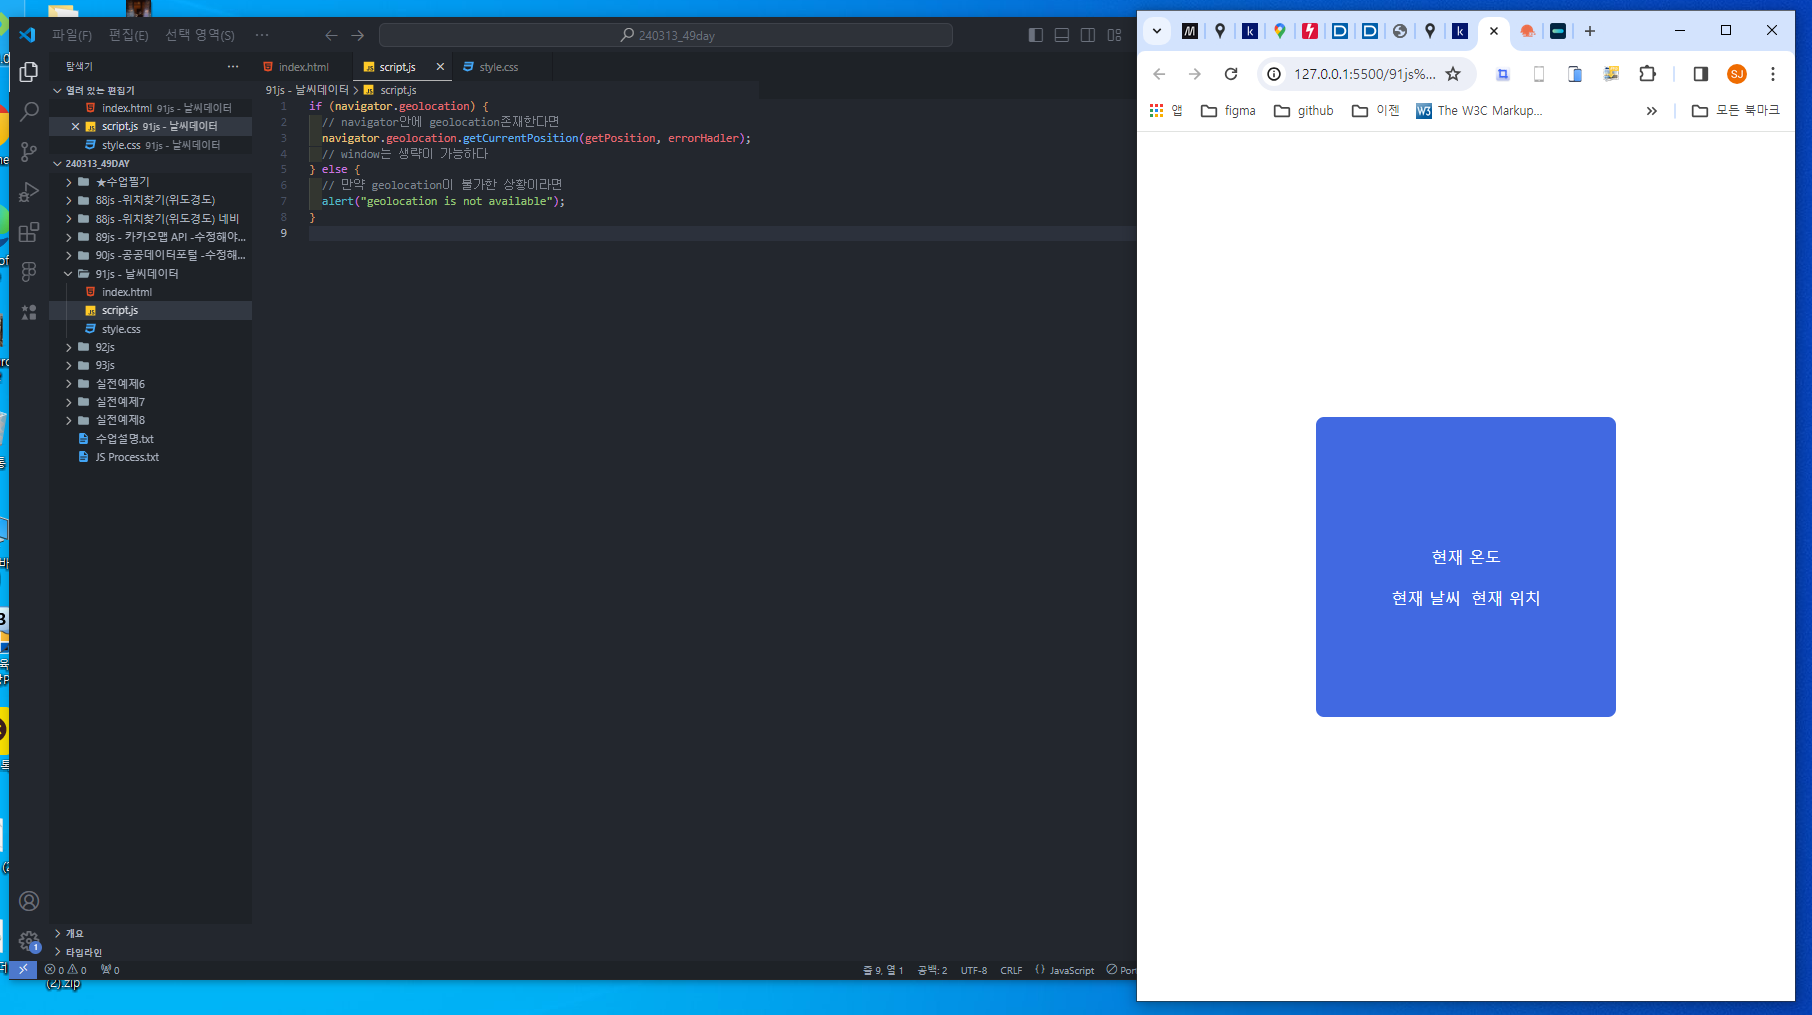 파일(F) 편집(E) 선택 영역(S) ···
240313_49day
탐색기
열려 있는 편집기
index.html 91js - 날씨데이터
script.js 91js - 날씨데이터
style.css 91js - 날씨데이터
240313_49DAY
★수업필기
88js -위치찾기(위도경도)
88js -위치찾기(위도경도) 네비
89js - 카카오맵 API -수정해야...
90js -공공데이터포털 -수정해...
91js - 날씨데이터
index.html
script.js
style.css
92js
93js
실전예제6
실전예제7
실전예제8
수업설명.txt
JS Process.txt
개요
타임라인
index.html
script.js
style.css
91js - 날씨데이터 > script.js
1 if (navigator.geolocation) {
2 // navigator안에 geolocation존재한다면
3 navigator.geolocation.getCurrentPosition(getPosition, errorHadler);
4 // window는 생략이 가능하다
5 } else {
6 // 만약 geolocation이 불가한 상황이라면
7 alert("geolocation is not available");
8 }
9
0 0 0
줄 9, 열 1 공백: 2 UTF-8 CRLF {} JavaScript Port
(2).zip
127.0.0.1:5500/91js%...
SJ
앱 figma github 이젠 The W3C Markup... » 모든 북마크
현재 온도
현재 날씨 현재 위치